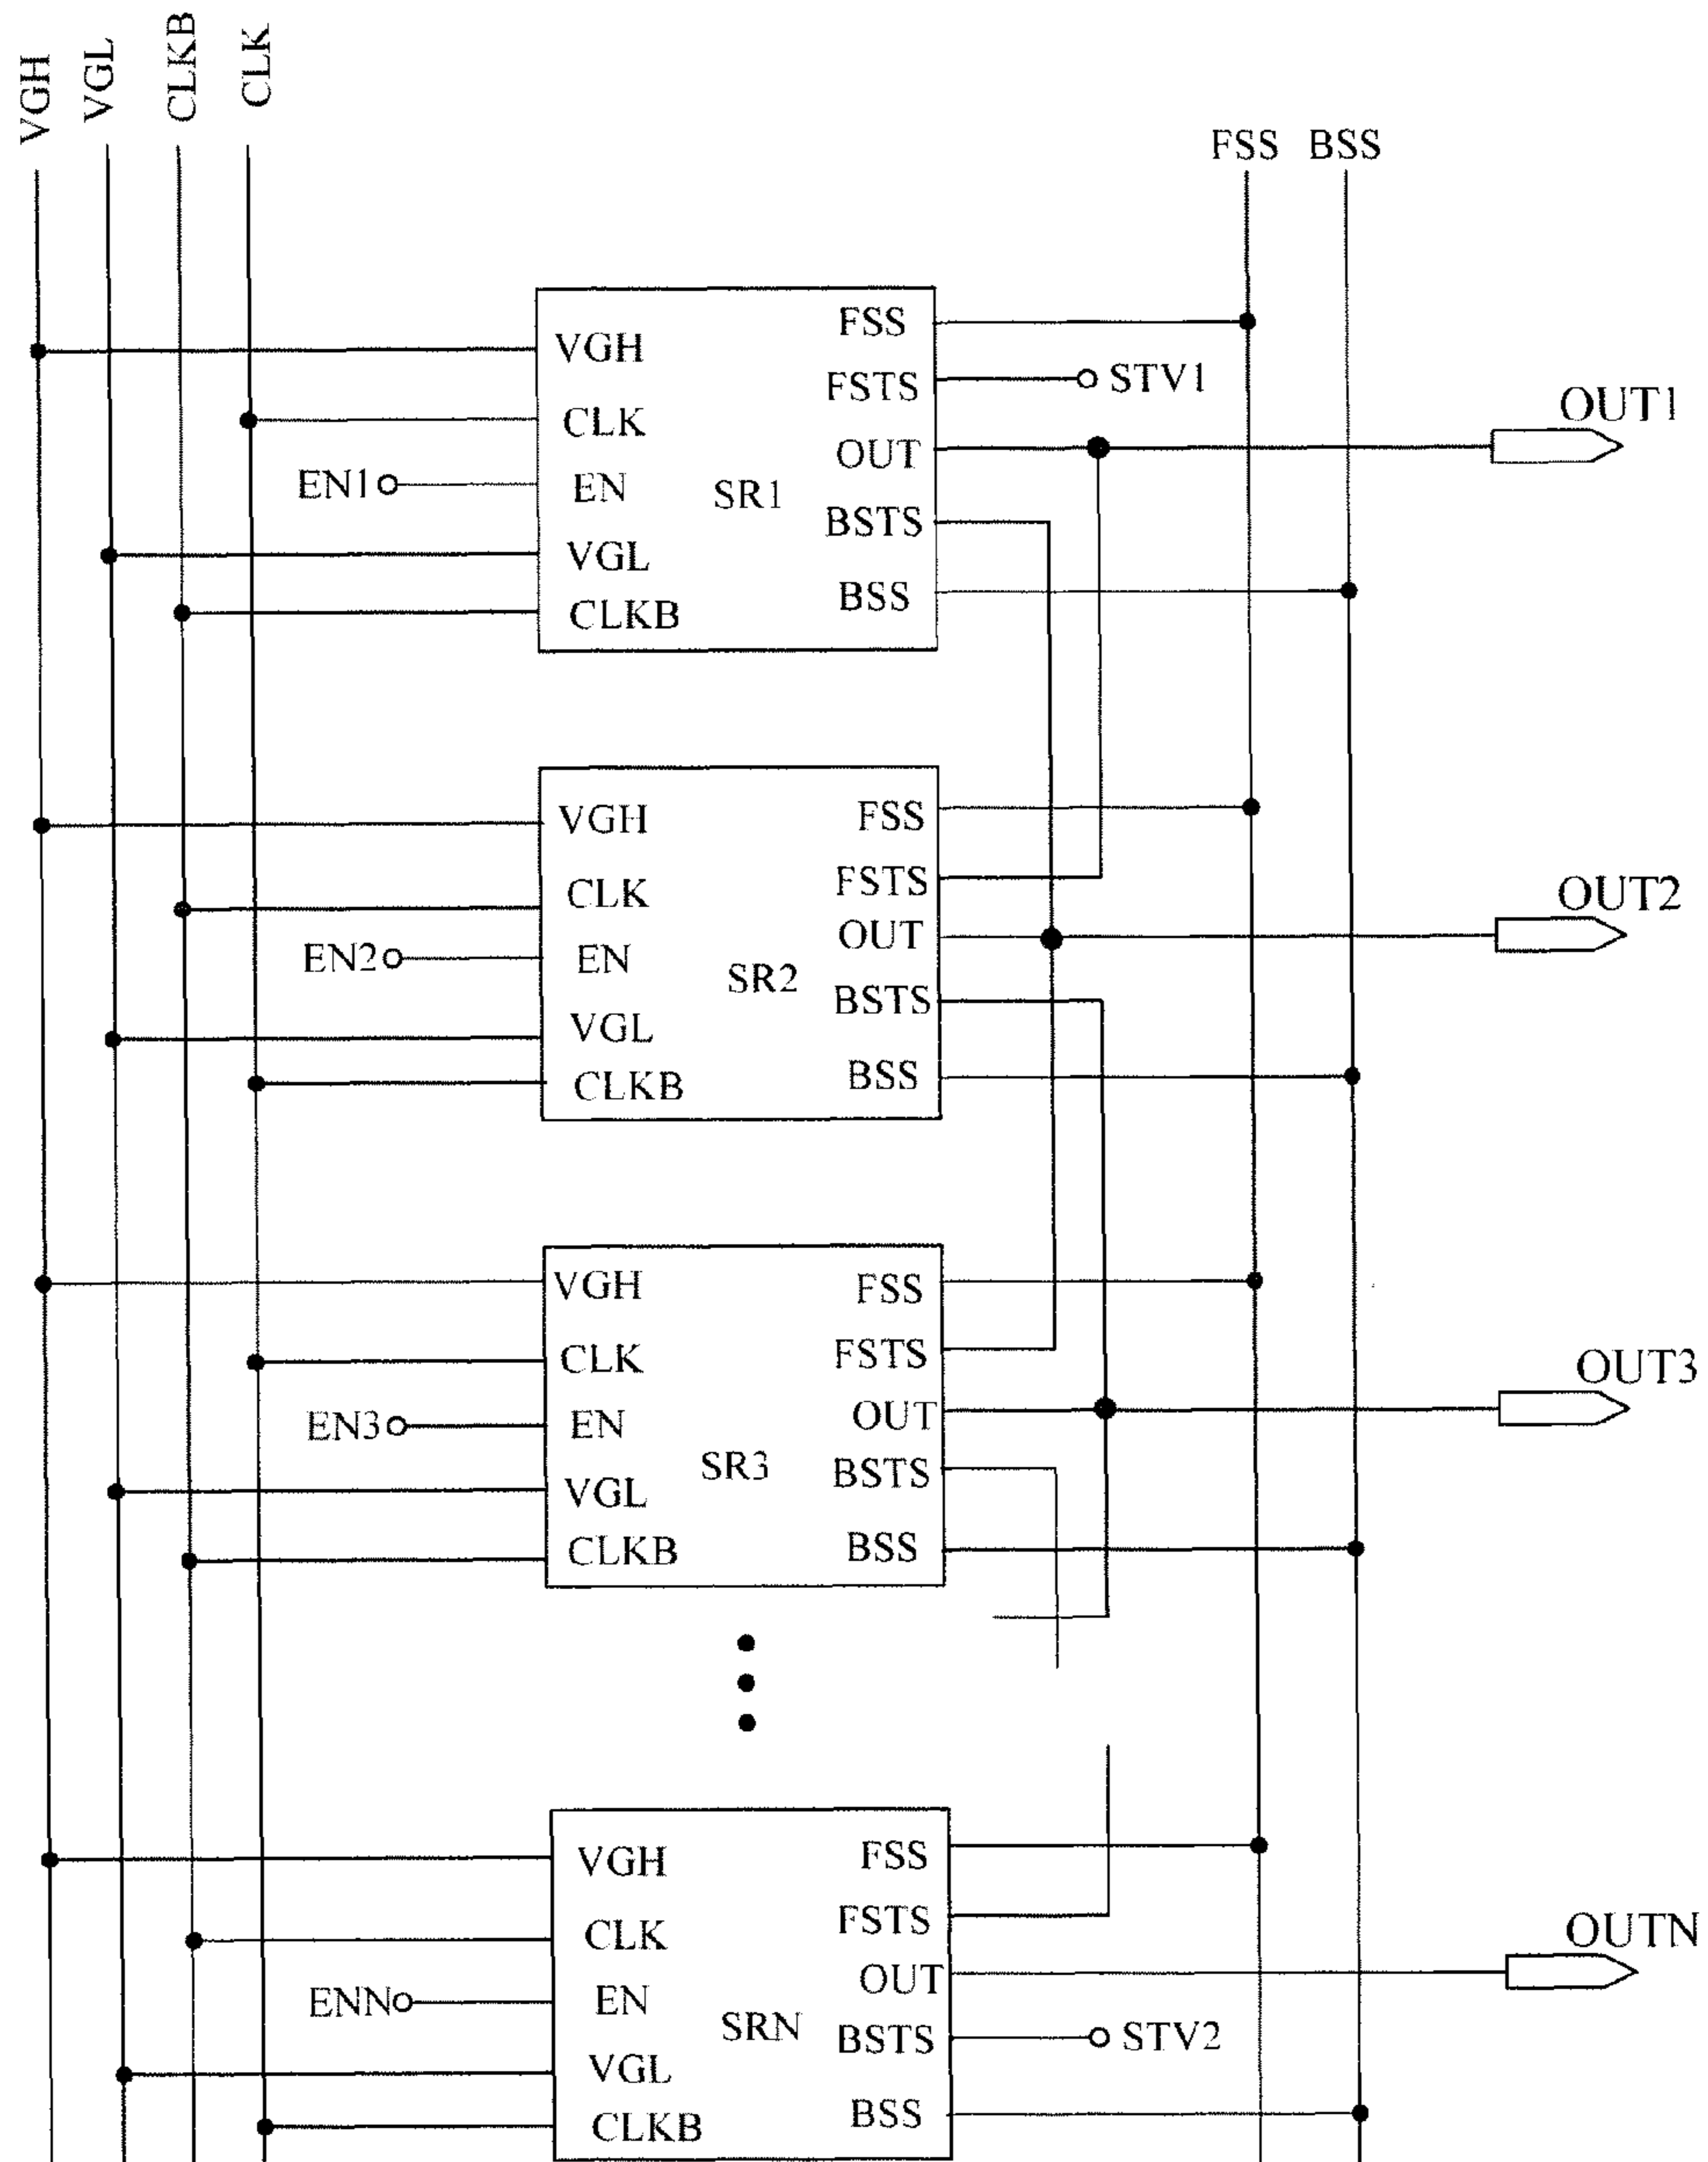 VGH
VGL
CLKB
CLK
FSS BSS
VGH
CLK
EN1
EN
VGL
CLKB
SR1
FSS
FSTS
STV1
OUT
BSTS
BSS
OUT1
VGH
CLK
EN2
EN
VGL
CLKB
SR2
FSS
FSTS
OUT
BSTS
BSS
OUT2
VGH
CLK
EN3
EN
VGL
CLKB
SR3
FSS
FSTS
OUT
BSTS
BSS
OUT3
VGH
CLK
ENN
EN
VGL
CLKB
SRN
FSS
FSTS
OUT
BSTS
STV2
BSS
OUTN